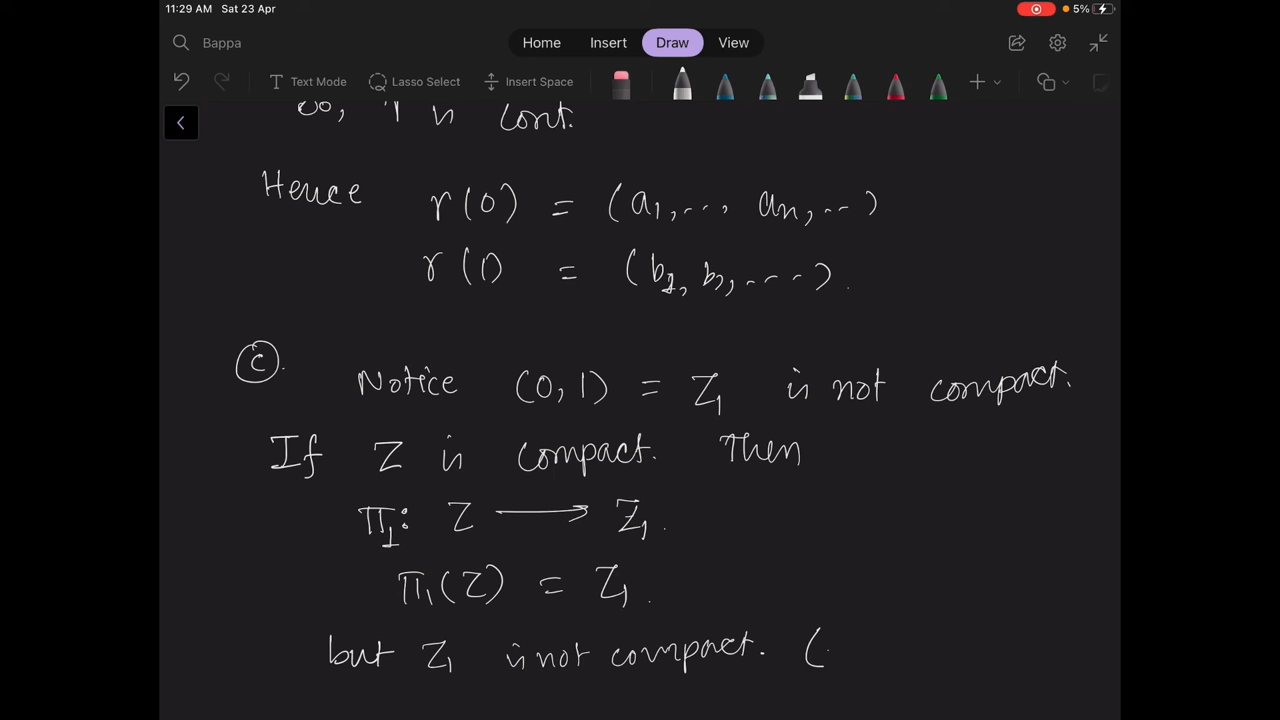 11:29 AM Sat 23 Apr
5%
Bappa
Home Insert Draw View
Text Mode Lasso Select Insert Space
is cont.
Hence r(0) = (a1, ..., an, ...)
r(1) = (b1, b2, ....).
(c). Notice (0,1) = Z1 is not compact.
If Z is compact. Then
π1: Z ⟶ Z1.
π1(Z) = Z1.
but Z1 is not compact. (